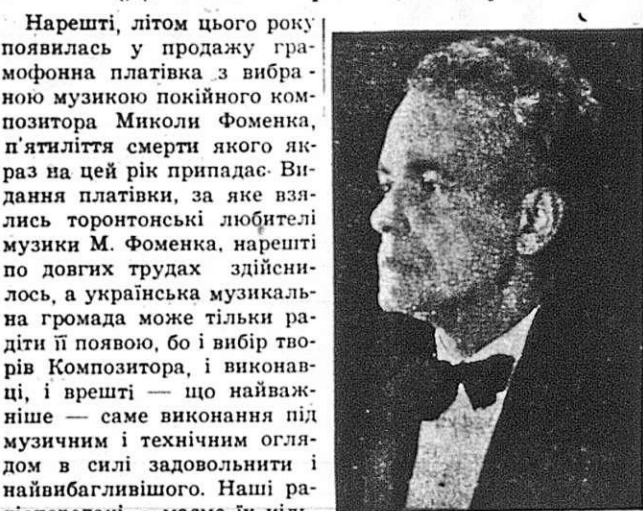 Нарешті, літом цього року
появилась у продажу гра-
мофонна платівка з вибра -
ною музикою покійного ком-
позитора Миколи Фоменка,
п'ятиліття смерти якого як-
раз на цей рік припадає. Ви-
дання платівки, за яке взя-
лись торонтонські любителі
музики М. Фоменка, нарешті
по довгих трудах здійсни-
лось, а українська музикаль-
на громада може тільки ра-
діти її появою, бо і вибір тво-
рів Композитора, і виконав-
ці, і врешті — що найваж-
ніше — саме виконання під
музичним і технічним огля-
дом в силі задовольнити і
найвибагливішого. Наші ра-